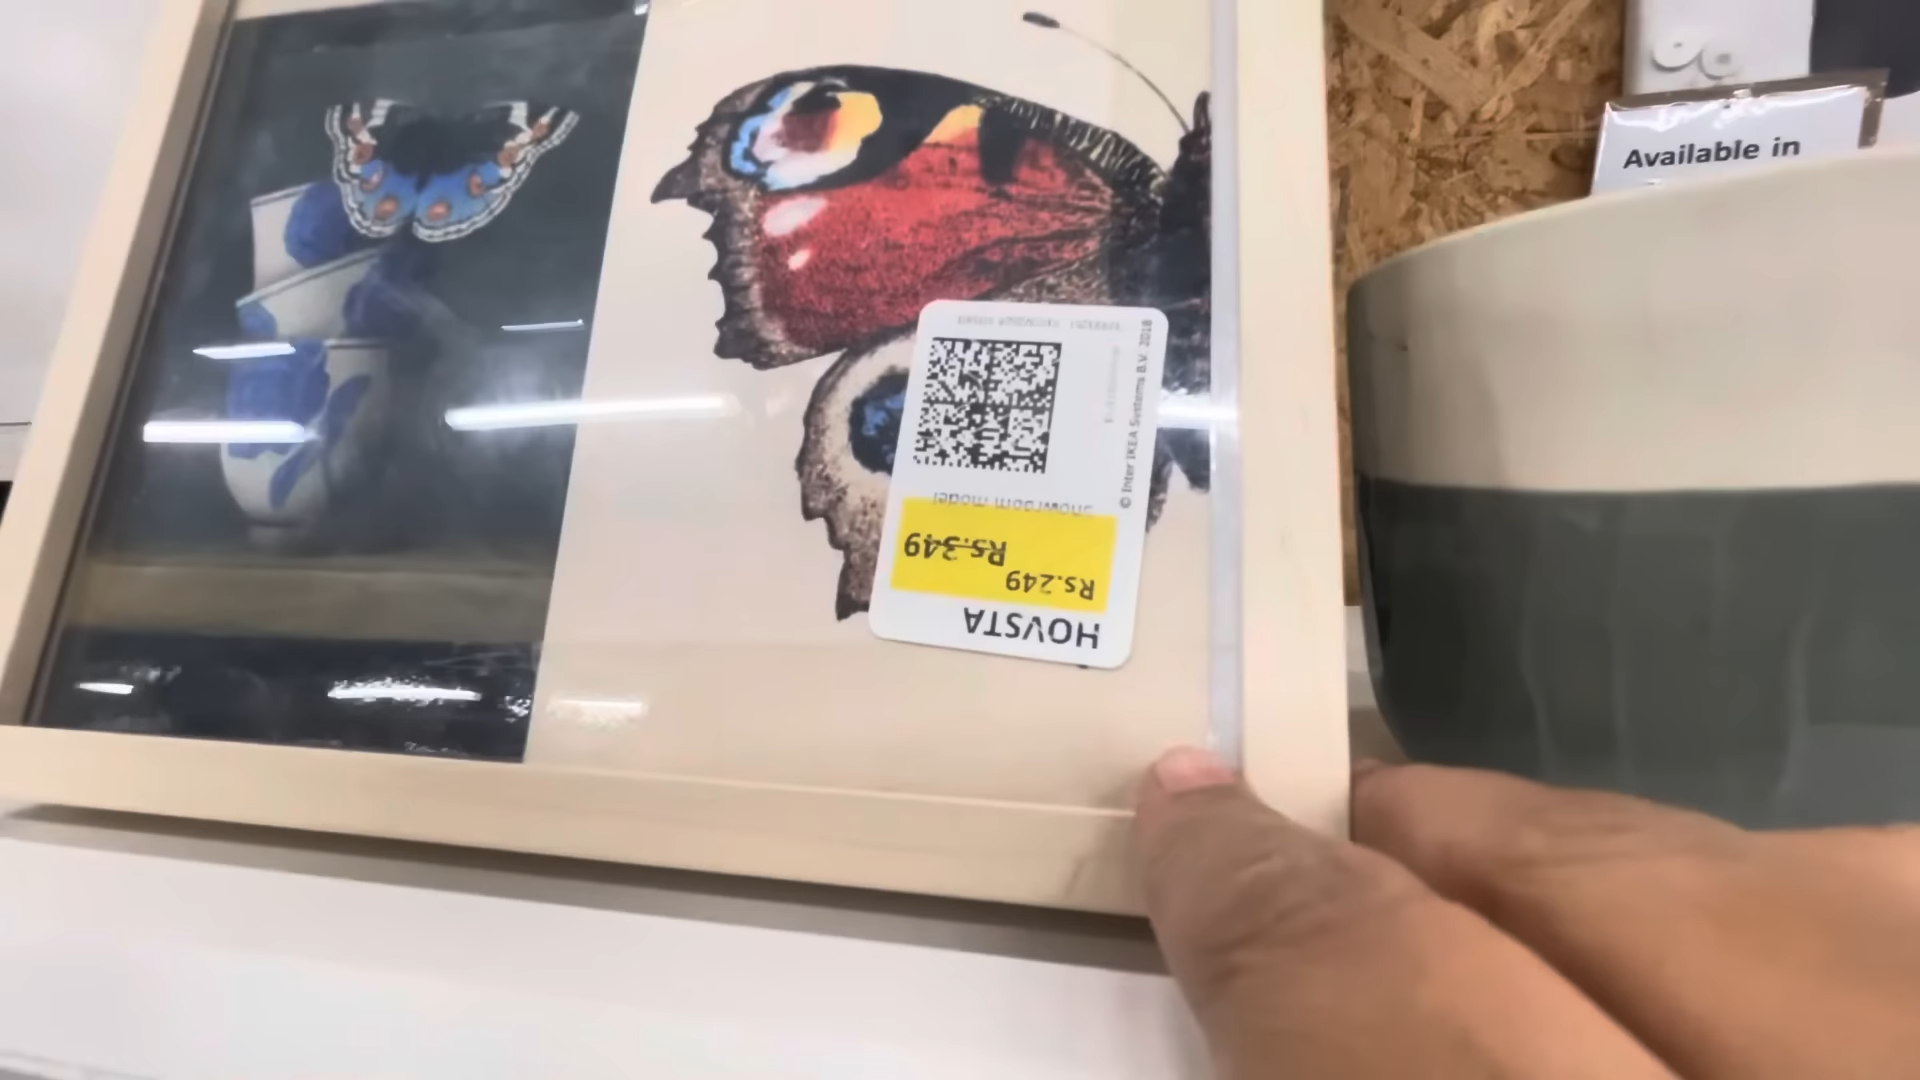 HOVSTA
Rs.249
Rs.349
showroom model
© Inter IKEA Systems B.V. 2018
Available in